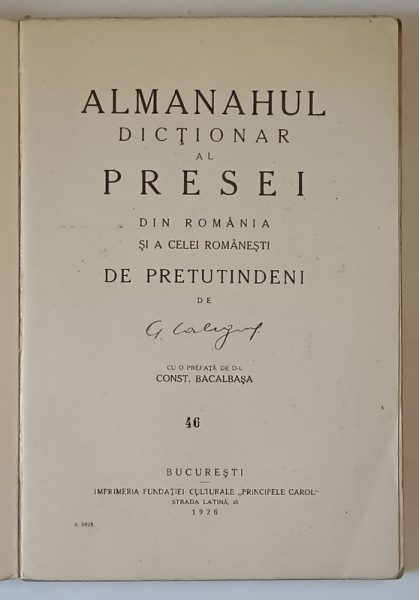 ALMANAHUL
DICȚIONAR
AL
PRESEI
DIN ROMÂNIA
ȘI A CELEI ROMÂNEȘTI
DE PRETUTINDENI
DE
CU O PREFAȚĂ DE D-L
CONST. BACALBAȘA
46
BUCUREȘTI
IMPRIMERIA FUNDAȚIEI CULTURALE „PRINCIPELE CAROL"
STRADA LATINĂ,
1926